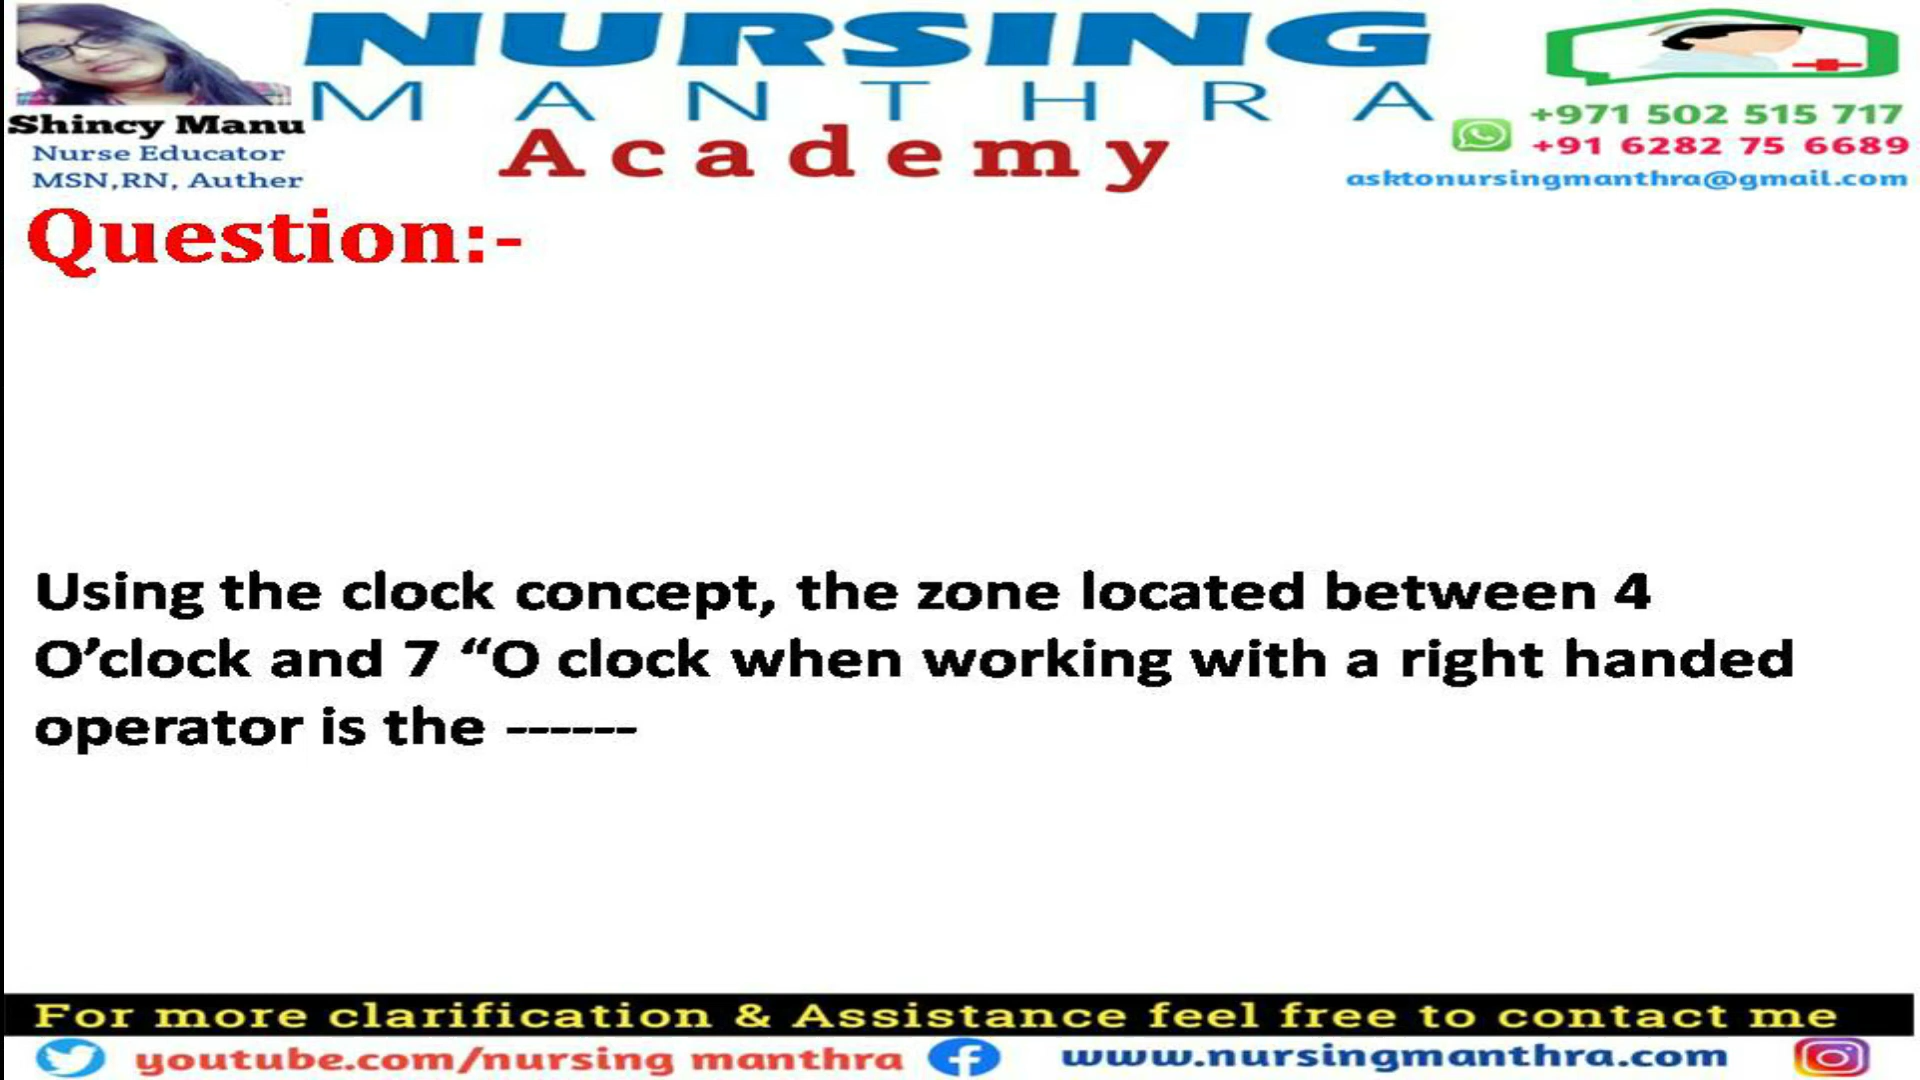 NURSING
MANTHRA
Academy
Shincy Manu
Nurse Educator
MSN,RN, Auther
+971 502 515 717
+91 6282 75 6689
asktonursingmanthra@gmail.com
Question:-
Using the clock concept, the zone located between 4
O’clock and 7 “O clock when working with a right handed
operator is the ------
For more clarification & Assistance feel free to contact me
youtube.com/nursing manthra
www.nursingmanthra.com